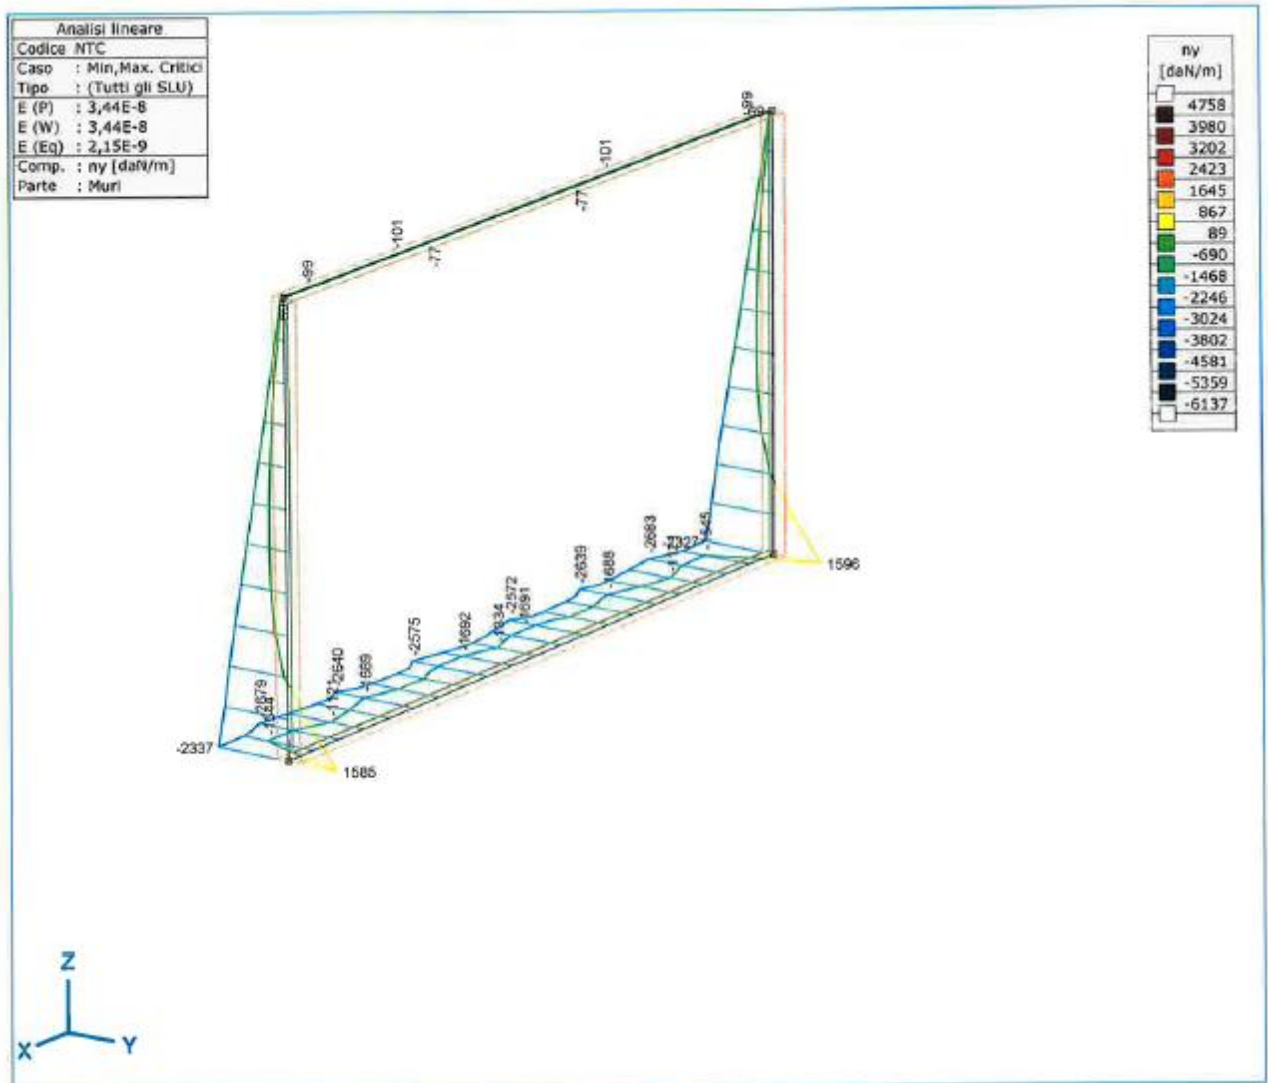 Analisi lineare
Codice NTC
Caso : Min,Max. Critici
Tipo : (Tutti gli SLU)
E (P) : 3,44E-8
E (W) : 3,44E-8
E (Eq) : 2,15E-9
Comp. : ny [daN/m]
Parte : Muri
ny
[daN/m]
4758
3980
3202
2423
1645
867
89
-690
-1468
-2246
-3024
-3802
-4581
-5359
-6137
-99
-101
-77
-101
-77
-99
-2683
-2639
-1688
1596
-2572
-1691
-1692
-2575
-2640
-1689
-1121
-2679
-2337
1585
Z
X
Y